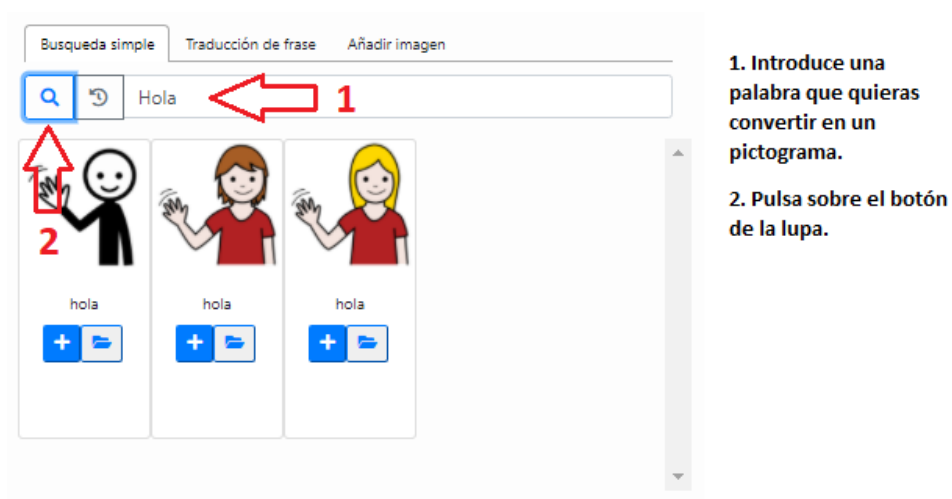 Busqueda simple Traducción de frase Añadir imagen
Hola 1
2
hola hola hola
1. Introduce una
palabra que quieras
convertir en un
pictograma.
2. Pulsa sobre el botón
de la lupa.